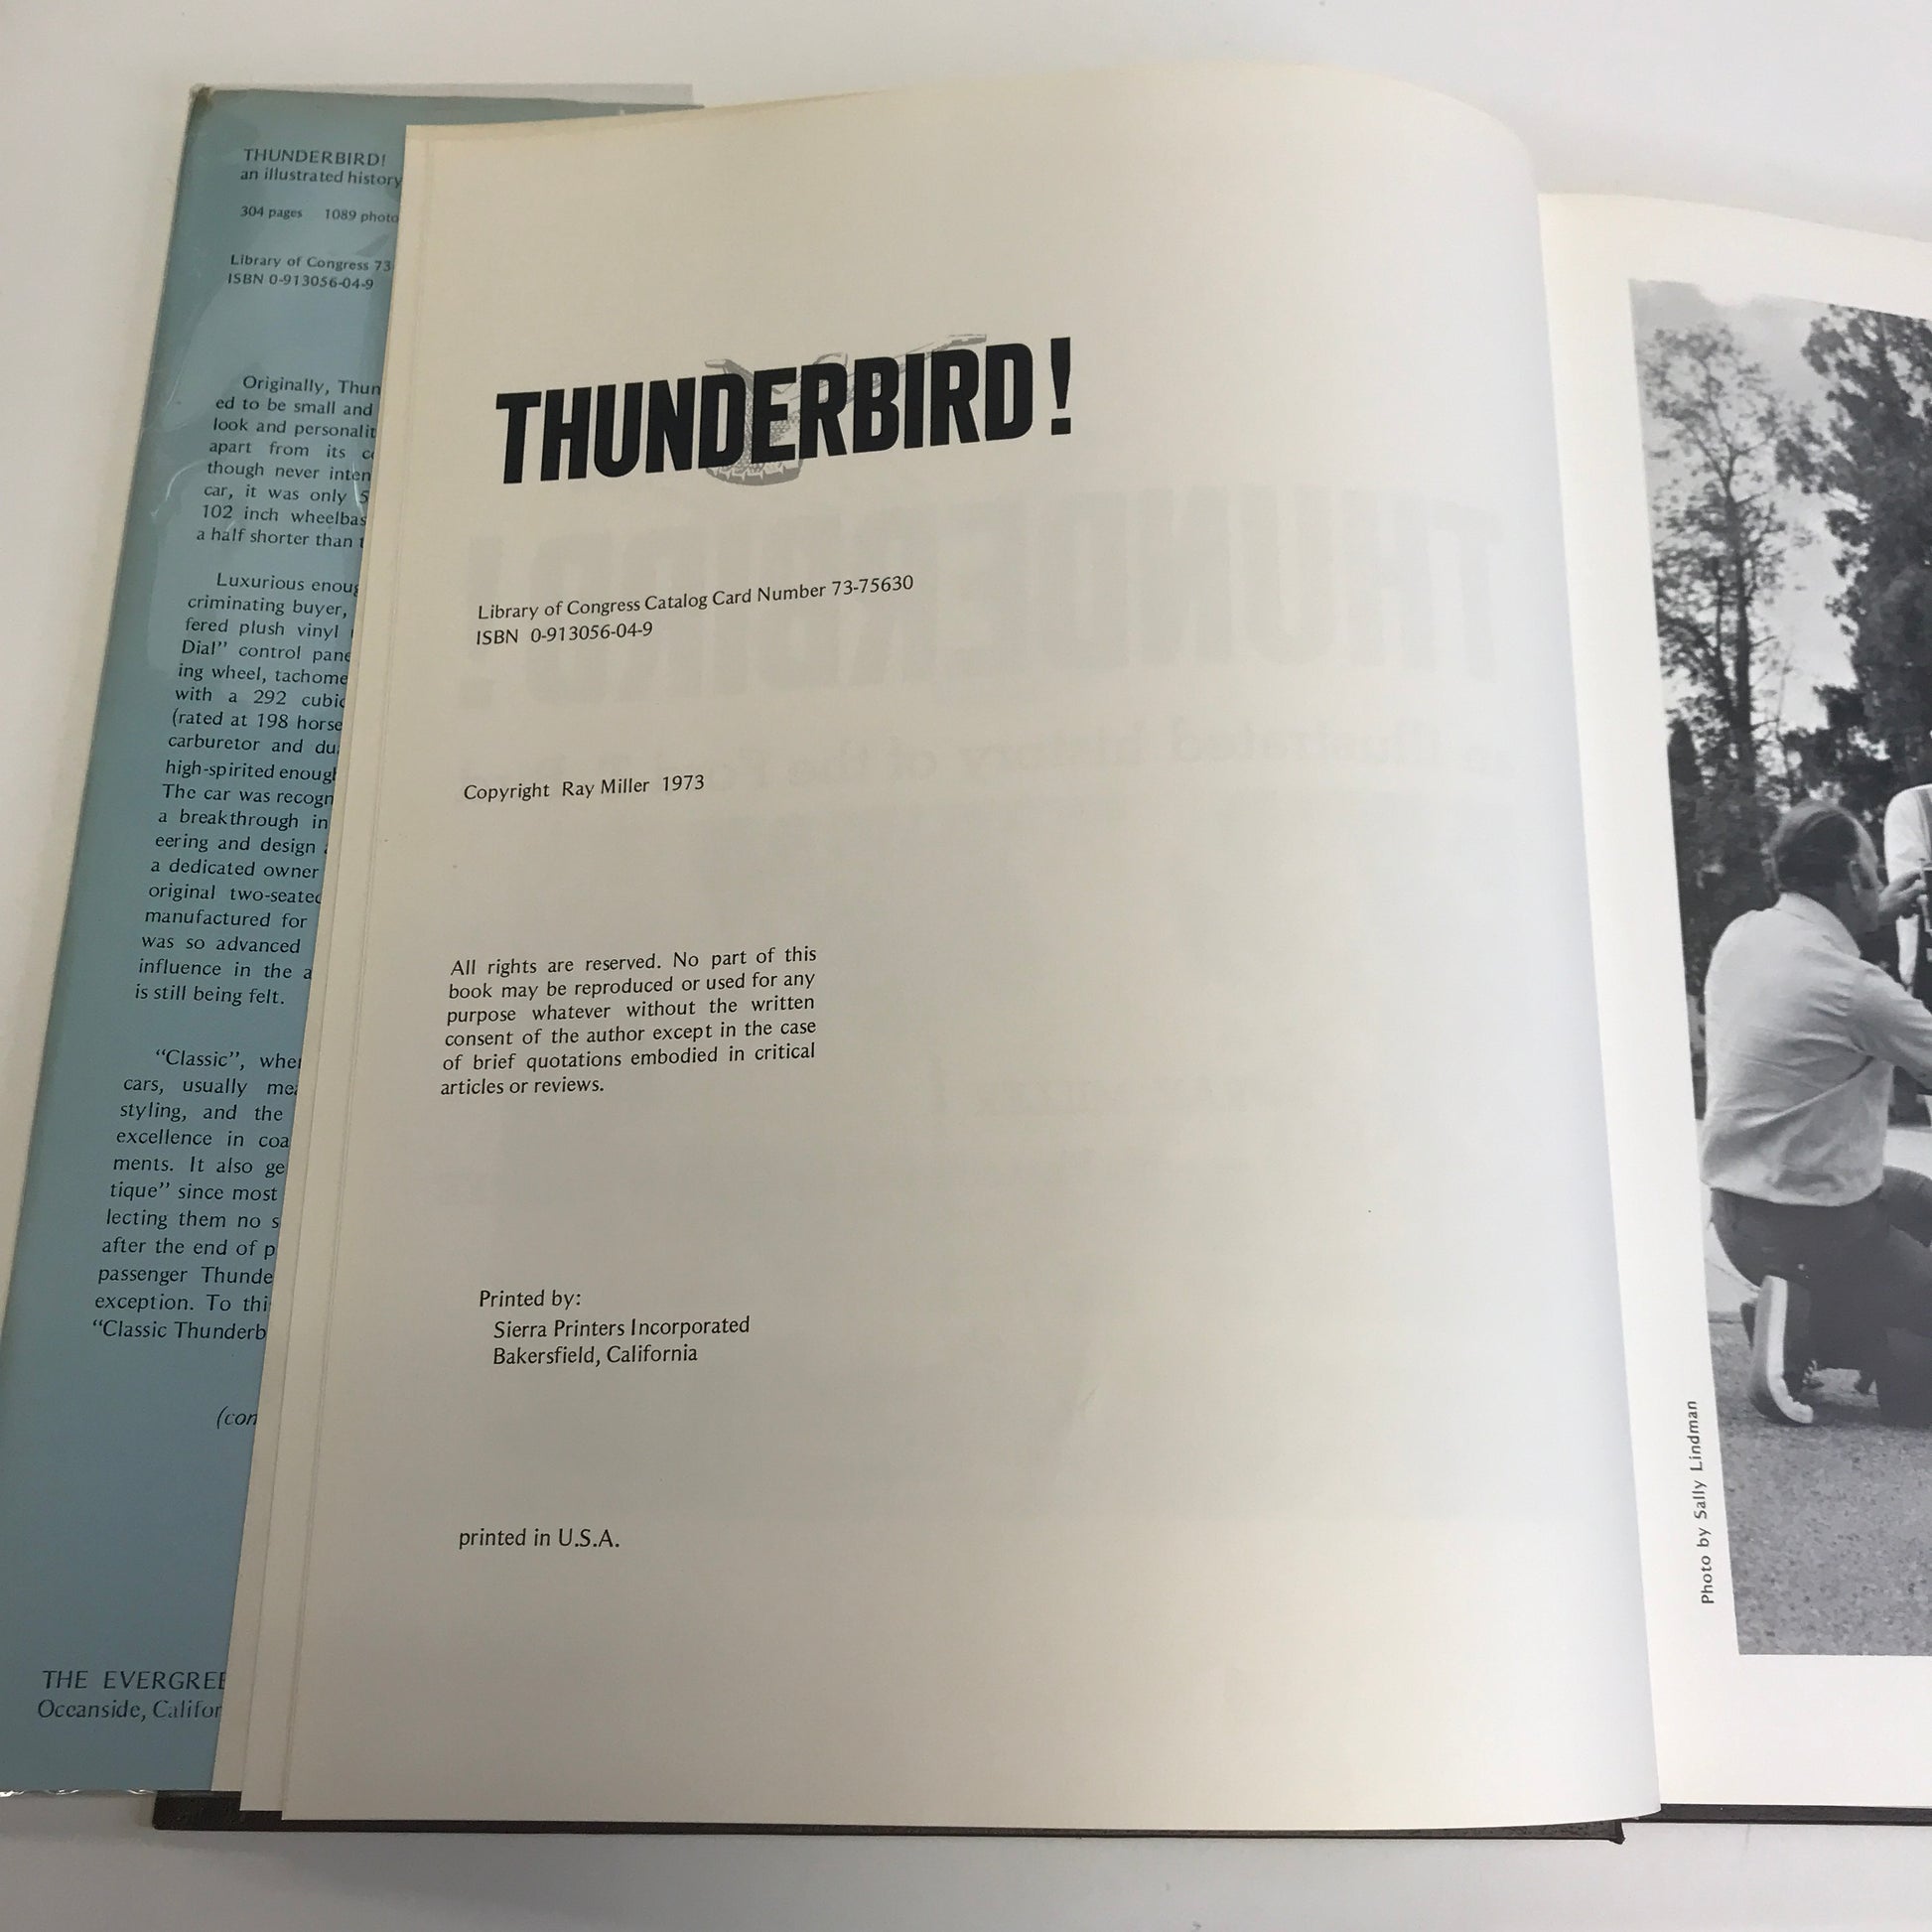 THUNDERBIRD!
an illustrated history
304 pages 1089 photo
Library of Congress 73
ISBN 0-913056-04-9
Originally, Thun
ed to be small and
look and personalit
apart from its
though never inten
car, it was only
102 inch wheelbas
a half shorter than
Luxurious enoug
criminating buyer,
fered plush vinyl
Dial" control pane
ing wheel, tachome
with a 292 cubic
(rated at 198 horse
carburetor and du
high-spirited enough
The car was recogn
a breakthrough in
eering and design
a dedicated owner
original two-seated
manufactured for
was so advanced
influence in the a
is still being felt.
"Classic", when
cars, usually me
styling, and the
excellence in coa
ments. It also ge
tique" since most
lecting them no s
after the end of p
passenger Thunde
exception. To thi
"Classic Thunderb
(con
THE EVERGREE
Oceanside, Califor
THUNDERBIRD!
Library of Congress Catalog Card Number 73-75630
ISBN 0-913056-04-9
Copyright Ray Miller 1973
All rights are reserved. No part of this
book may be reproduced or used for any
purpose whatever without the written
consent of the author except in the case
of brief quotations embodied in critical
articles or reviews.
Printed by:
Sierra Printers Incorporated
Bakersfield, California
printed in U.S.A.
Photo by Sally Lindman